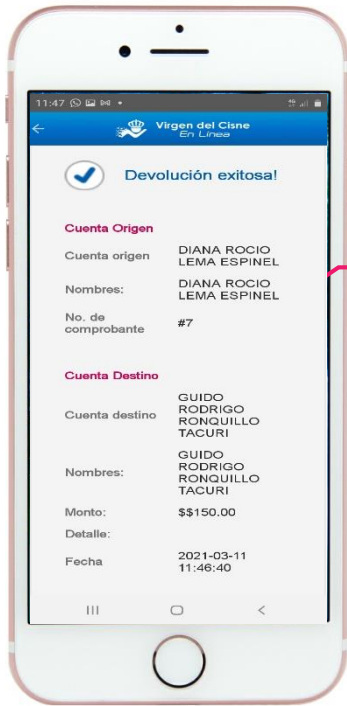 11:47
Virgen del Cisne
En Línea
Devolución exitosa!
Cuenta Origen
Cuenta origen
DIANA ROCIO
LEMA ESPINEL
Nombres:
DIANA ROCIO
LEMA ESPINEL
No. de
comprobante
#7
Cuenta Destino
Cuenta destino
GUIDO
RODRIGO
RONQUILLO
TACURI
Nombres:
GUIDO
RODRIGO
RONQUILLO
TACURI
Monto:
$$150.00
Detalle:
Fecha
2021-03-11
11:46:40